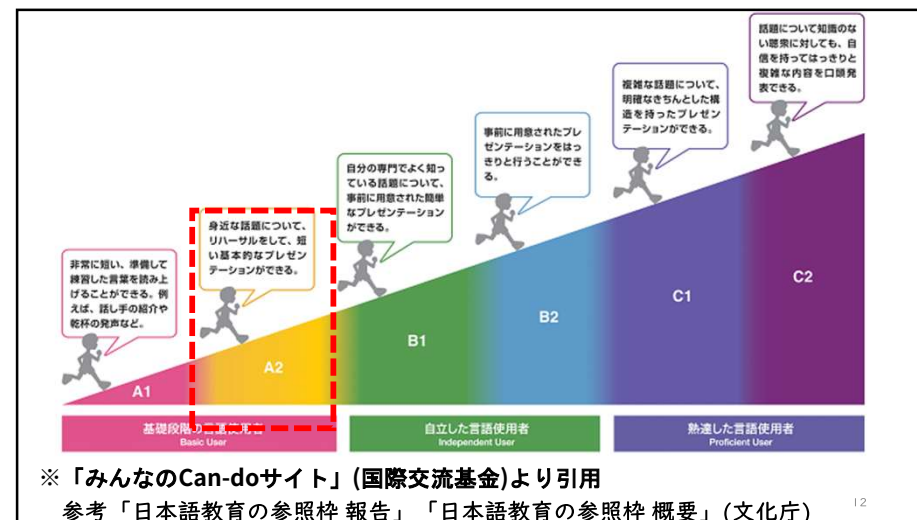 話題について知識のな
い聴衆に対しても、自
信を持ってはっきりと
複雑な内容を口頭発
表できる。
複雑な話題について、
明確なきちんとした構
造を持ったプレゼン
テーションができる。
事前に用意されたプレ
ゼンテーションをはっ
きりと行うことができ
る。
自分の専門でよく知っ
ている話題について、
事前に用意された簡単
なプレゼンテーション
ができる。
身近な話題について、
リハーサルをして、短
い基本的なプレゼン
テーションができる。
非常に短い、準備して
練習した言葉を読み上
げることができる。例
えば、話し手の紹介や
乾杯の発声など。
A1
A2
B1
B2
C1
C2
基礎段階の言語使用者
Basic User
自立した言語使用者
Independent User
熟達した言語使用者
Proficient User
※「みんなのCan-doサイト」(国際交流基金)より引用
参考「日本語教育の参照枠 報告」「日本語教育の参照枠 概要」(文化庁)
12